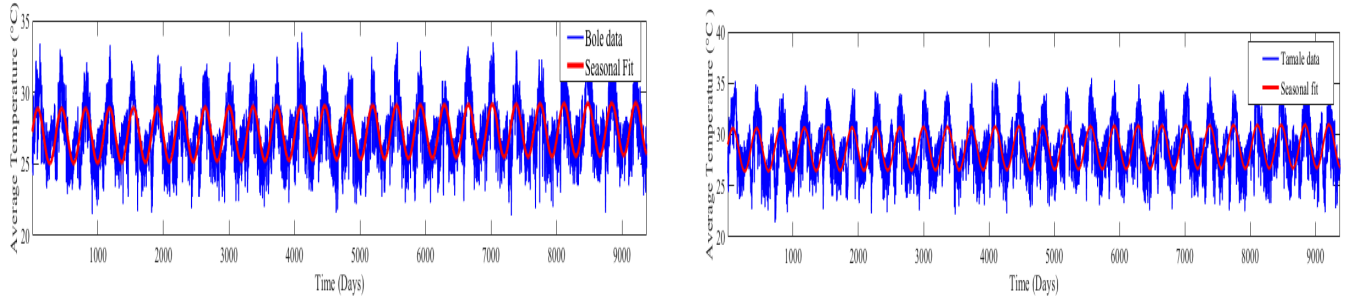 Average Temperature (°C)
35
30
25
20
1000 2000 3000 4000 5000 6000 7000 8000 9000
Time (Days)
Bole data
Seasonal Fit
Average Temperature (°C)
40
35
30
25
20
1000 2000 3000 4000 5000 6000 7000 8000 9000
Time (Days)
Tamale data
Seasonal fit